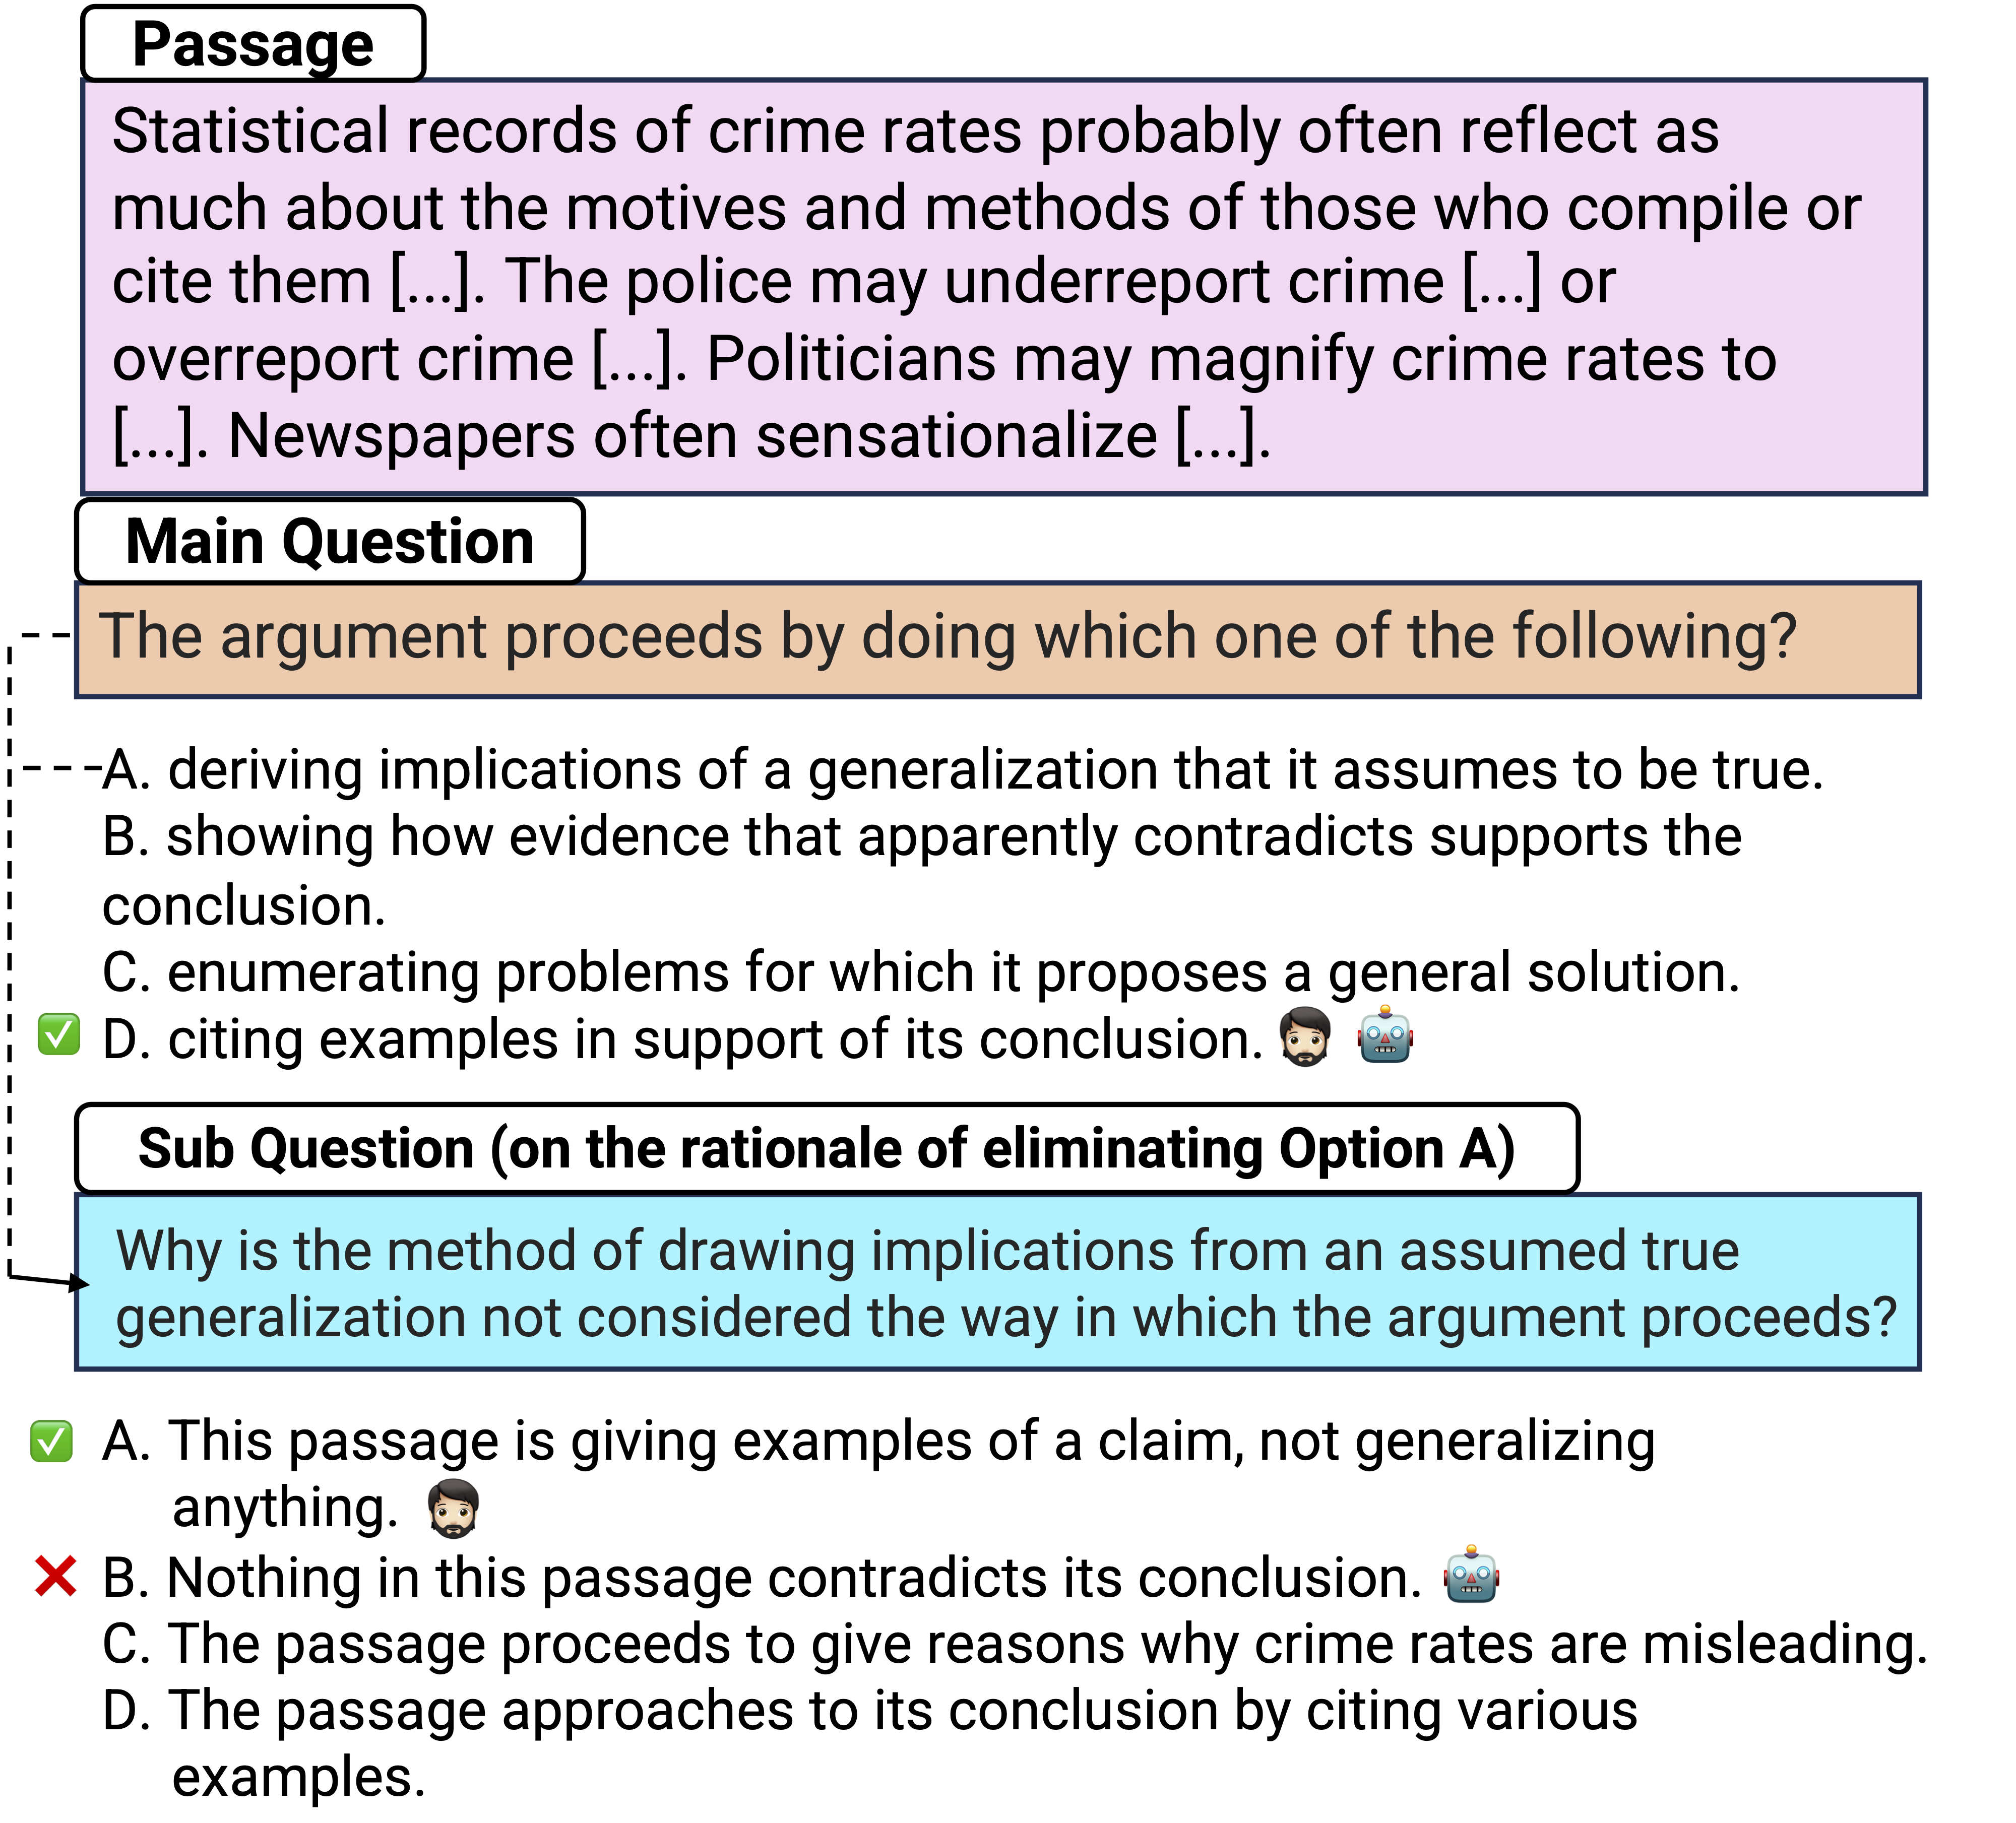 Passage
Statistical records of crime rates probably often reflect as
much about the motives and methods of those who compile or
cite them [...]. The police may underreport crime [...] or
overreport crime [...]. Politicians may magnify crime rates to
[...]. Newspapers often sensationalize [...].
Main Question
The argument proceeds by doing which one of the following?
A. deriving implications of a generalization that it assumes to be true.
B. showing how evidence that apparently contradicts supports the
conclusion.
C. enumerating problems for which it proposes a general solution.
D. citing examples in support of its conclusion.
Sub Question (on the rationale of eliminating Option A)
Why is the method of drawing implications from an assumed true
generalization not considered the way in which the argument proceeds?
A. This passage is giving examples of a claim, not generalizing
anything.
B. Nothing in this passage contradicts its conclusion.
C. The passage proceeds to give reasons why crime rates are misleading.
D. The passage approaches to its conclusion by citing various
examples.